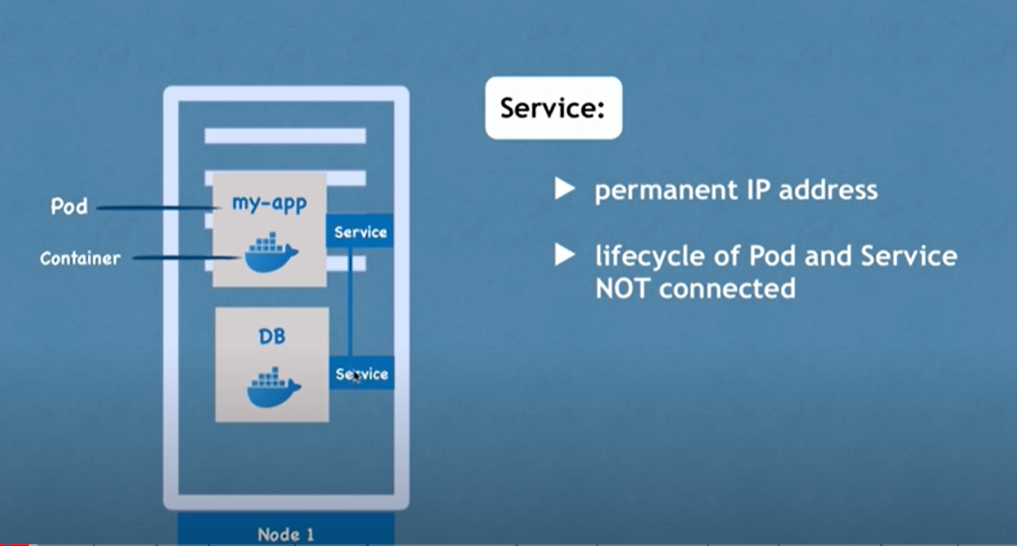 Service:
permanent IP address
lifecycle of Pod and Service
NOT connected
Pod
my-app
Service
Container
DB
Service
Node 1